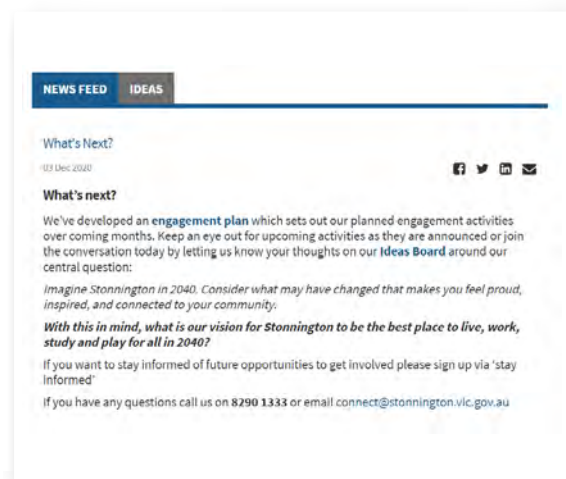 NEWS FEED IDEAS
What's Next?
03 Dec 2020
What's next?
We've developed an engagement plan which sets out our planned engagement activities
over coming months. Keep an eye out for upcoming activities as they are announced or join
the conversation today by letting us know your thoughts on our Ideas Board around our
central question:
Imagine Stonnington in 2040. Consider what may have changed that makes you feel proud,
inspired, and connected to your community.
With this in mind, what is our vision for Stonnington to be the best place to live, work,
study and play for all in 2040?
If you want to stay informed of future opportunities to get involved please sign up via 'stay
Informed'
If you have any questions call us on 8290 1333 or email connect@stonnington.vic.gov.au